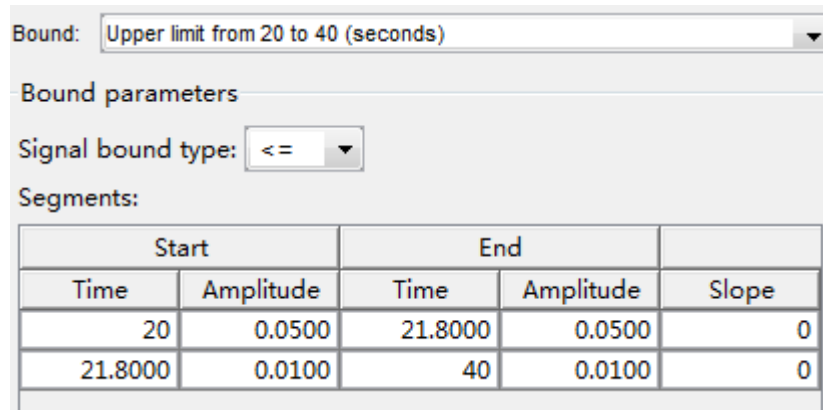 Bound: Upper limit from 20 to 40 (seconds)
Bound parameters
Signal bound type: <=
Segments:
Start End
Time Amplitude Time Amplitude Slope
20 0.0500 21.8000 0.0500 0
21.8000 0.0100 40 0.0100 0